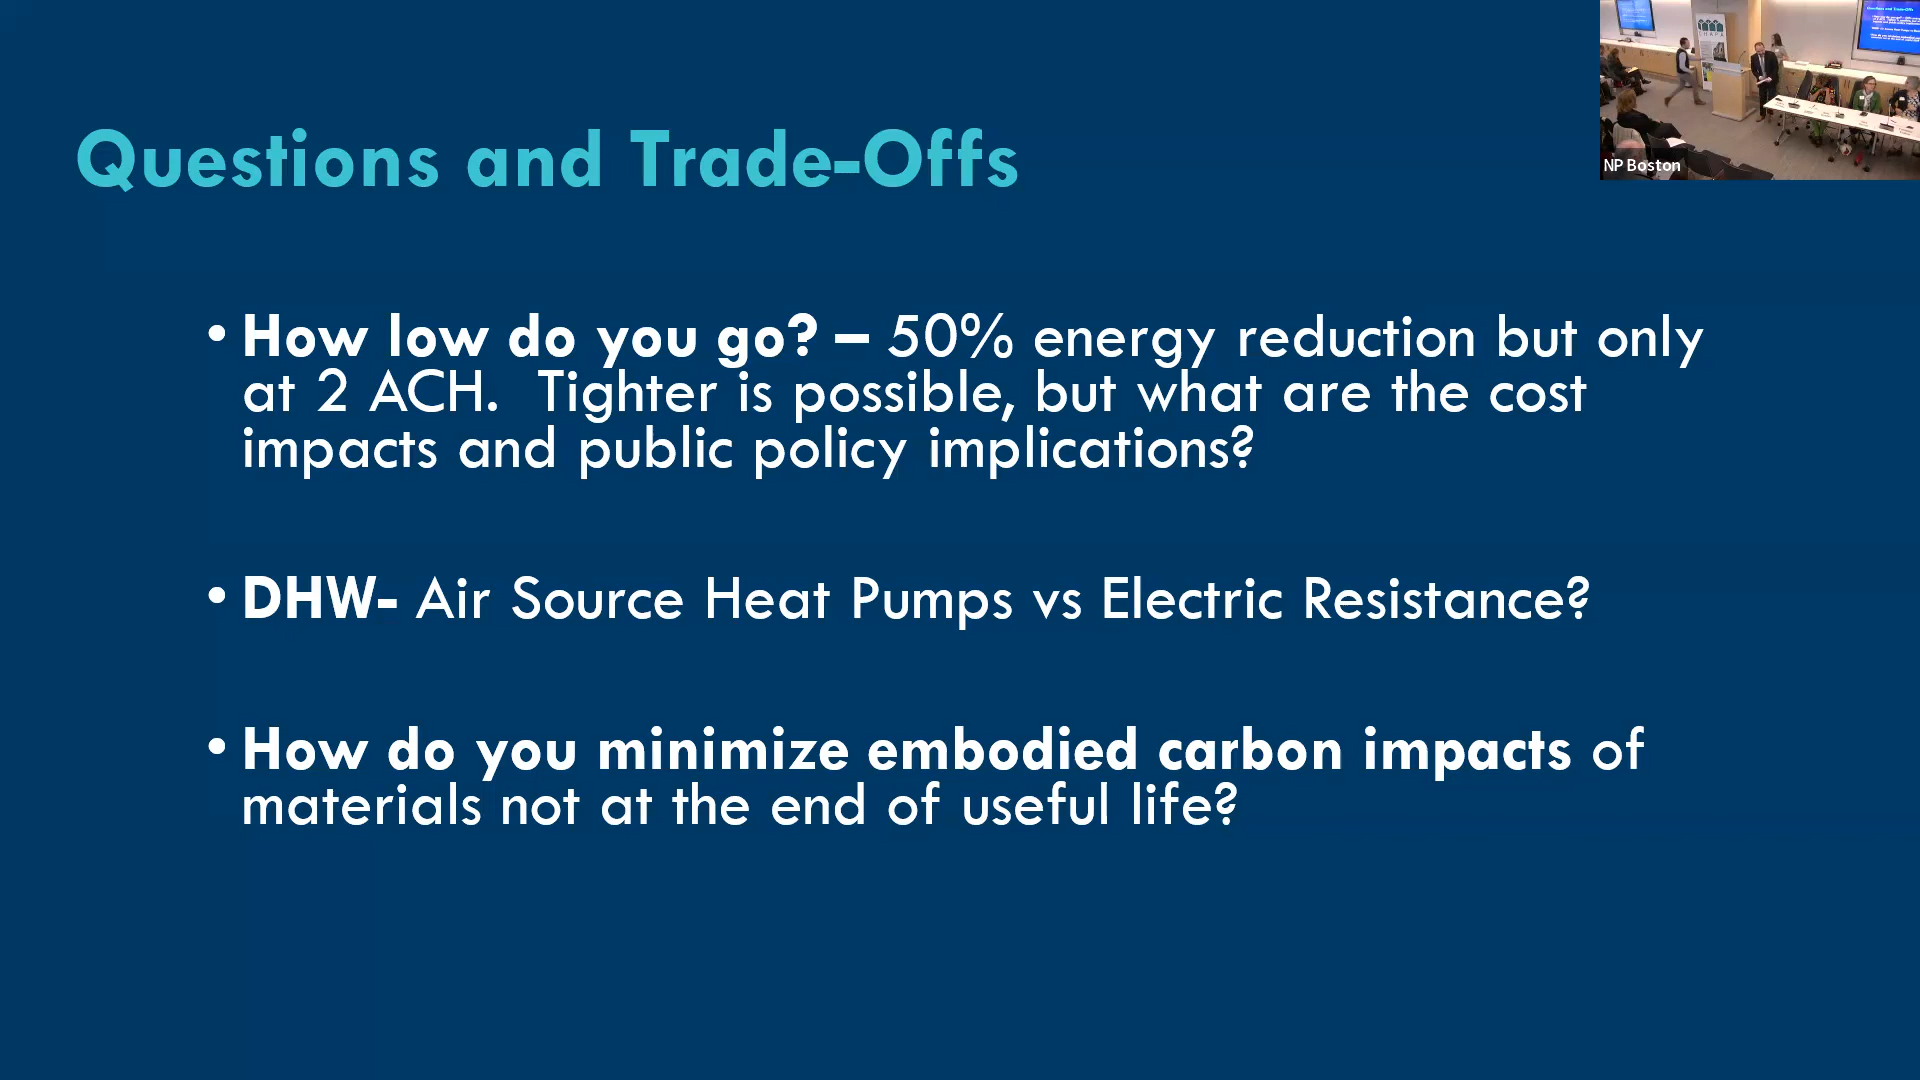 Questions and Trade-Offs
• How low do you go? – 50% energy reduction but only
at 2 ACH.  Tighter is possible, but what are the cost
impacts and public policy implications?
• DHW- Air Source Heat Pumps vs Electric Resistance?
• How do you minimize embodied carbon impacts of
materials not at the end of useful life?
NP Boston